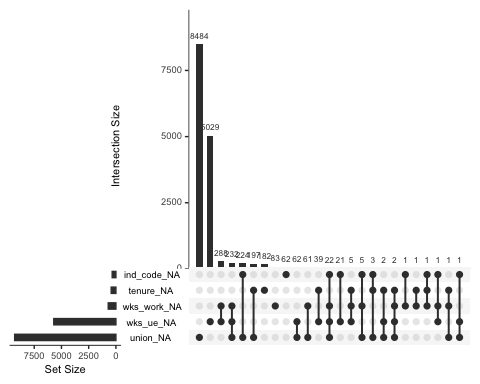 8484
7500
5029
Intersection Size
5000
2500
288 232 224 197 182 83 62 62 61 39 22 21 5 5 3 2 2 1 1 1 1 1 1
0
ind_code_NA
tenure_NA
wks_work_NA
wks_ue_NA
union_NA
7500 5000 2500 0
Set Size